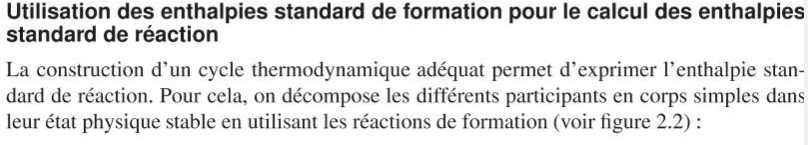 Utilisation des enthalpies standard de formation pour le calcul des enthalpies
standard de réaction
La construction d'un cycle thermodynamique adéquat permet d'exprimer l'enthalpie stan-
dard de réaction. Pour cela, on décompose les différents participants en corps simples dans
leur état physique stable en utilisant les réactions de formation (voir figure 2.2) :